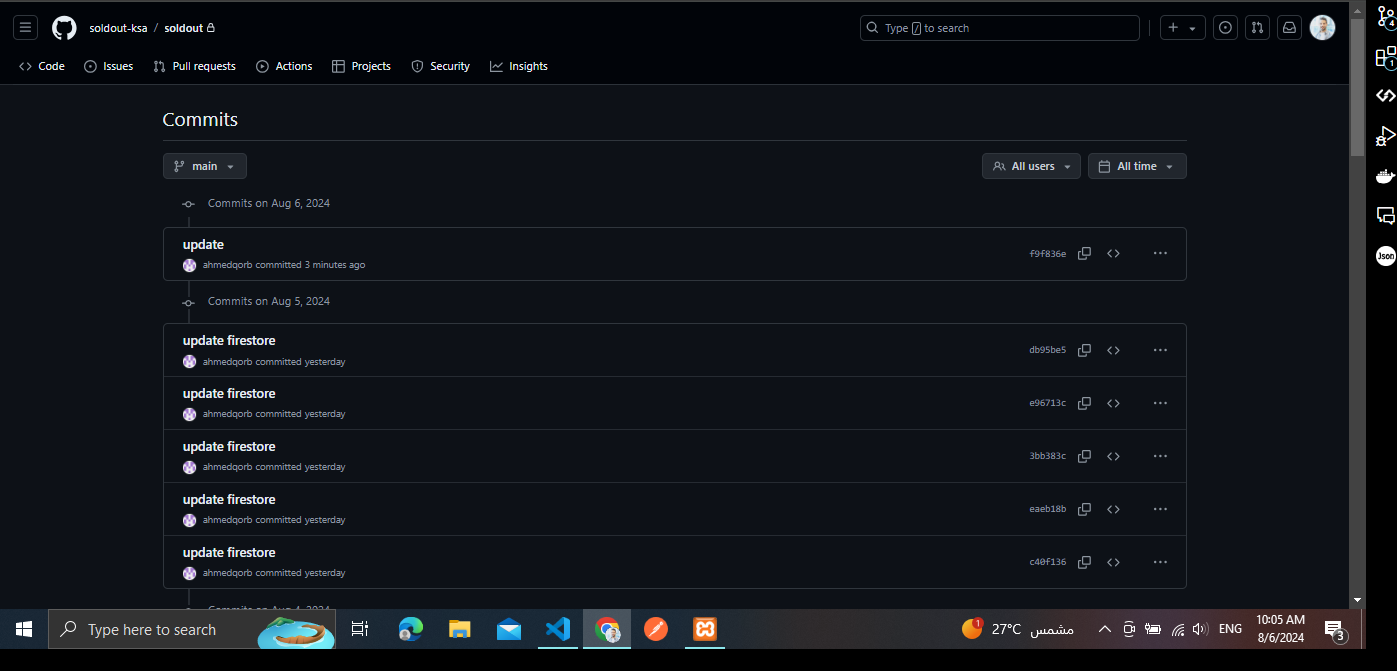 soldout-ksa / soldout
Type / to search
Code Issues Pull requests Actions Projects Security Insights
Commits
main All users All time
Commits on Aug 6, 2024
update
ahmedqorb committed 3 minutes ago
f9f836e
Commits on Aug 5, 2024
update firestore
ahmedqorb committed yesterday
db95be5
update firestore
ahmedqorb committed yesterday
e96713c
update firestore
ahmedqorb committed yesterday
3bb383c
update firestore
ahmedqorb committed yesterday
eaeb18b
update firestore
ahmedqorb committed yesterday
c40f136
Commits on Aug 4, 2024
4
1
Json
Type here to search
1
27°C مشمس
ENG
10:05 AM
8/6/2024
3